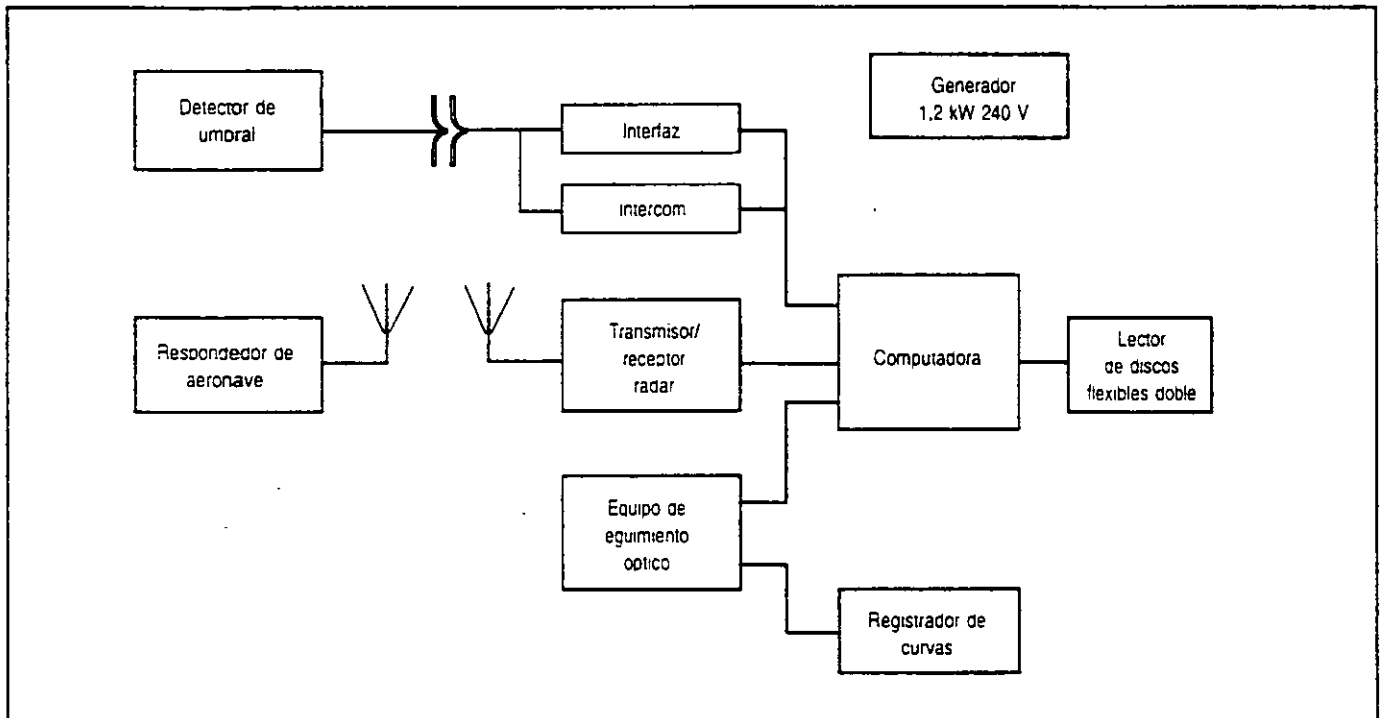 Detector de
umbral
Generador
1,2 kW 240 V
Interfaz
Intercom
Respondedor de
aeronave
Transmisor/
receptor
radar
Computadora
Lector
de discos
flexibles doble
Equipo de
eguimiento
optico
Registrador de
curvas